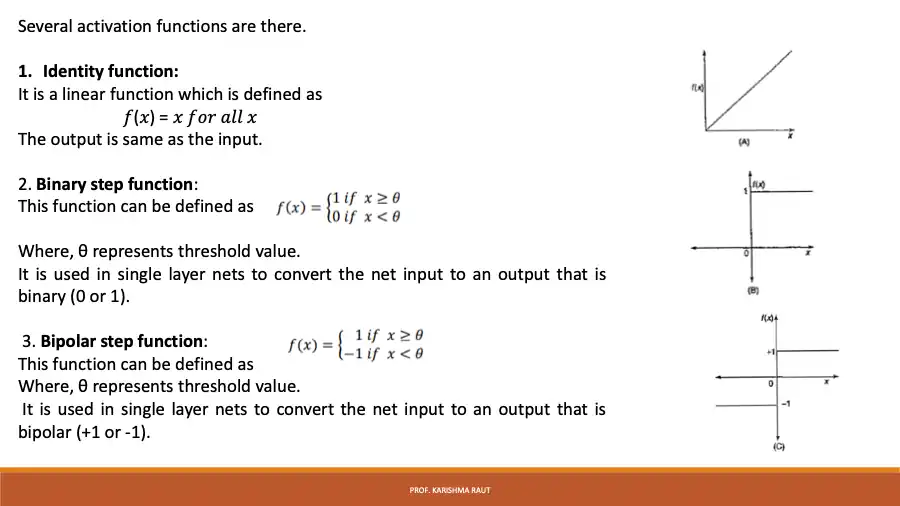 Several activation functions are there.
1. Identity function:
It is a linear function which is defined as
f(x) = x for all x
The output is same as the input.
2. Binary step function:
This function can be defined as f(x) = {1 if x ≥ θ
0 if x < θ
Where, θ represents threshold value.
It is used in single layer nets to convert the net input to an output that is
binary (0 or 1).
3. Bipolar step function:
f(x) = { 1 if x ≥ θ
−1 if x < θ
This function can be defined as
Where, θ represents threshold value.
It is used in single layer nets to convert the net input to an output that is
bipolar (+1 or -1).
f(x)
x
(A)
1
f(x)
0
x
(B)
f(x)
+1
0
x
−1
(C)
PROF. KARISHMA RAUT